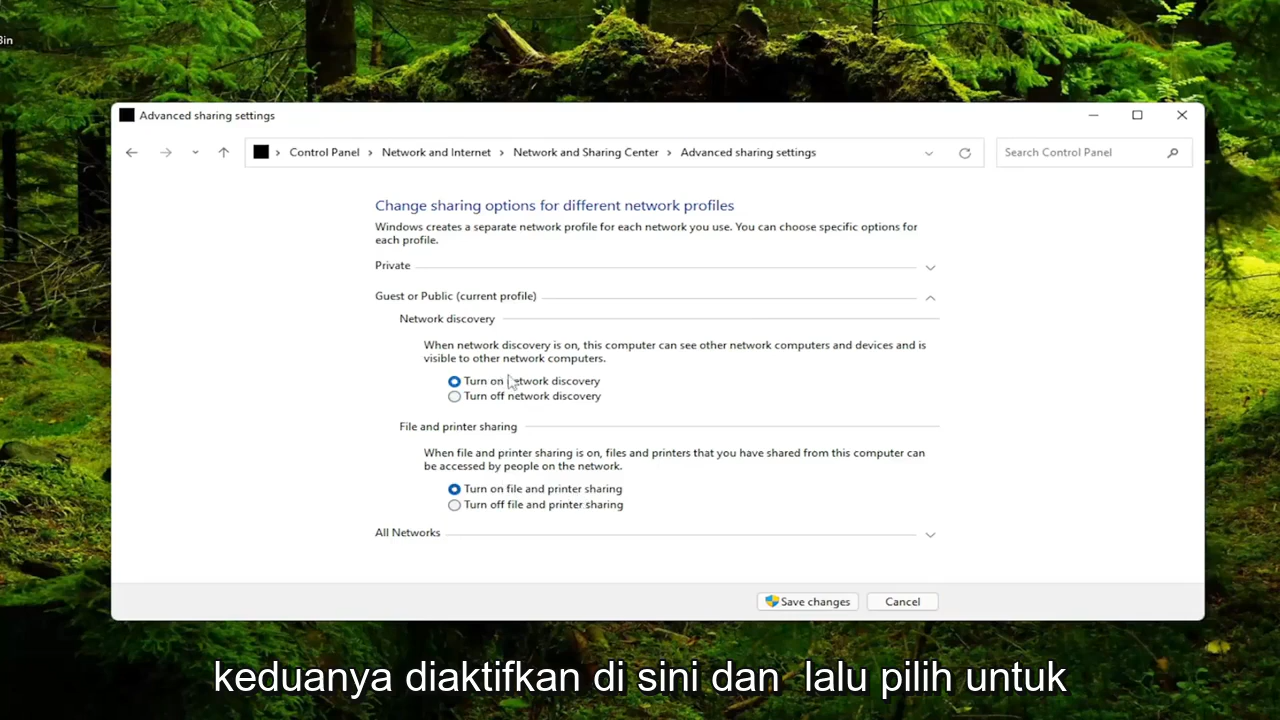 Bin
Advanced sharing settings
Control Panel > Network and Internet > Network and Sharing Center > Advanced sharing settings
Search Control Panel
Change sharing options for different network profiles
Windows creates a separate network profile for each network you use. You can choose specific options for
each profile.
Private
Guest or Public (current profile)
Network discovery
When network discovery is on, this computer can see other network computers and devices and is
visible to other network computers.
Turn on network discovery
Turn off network discovery
File and printer sharing
When file and printer sharing is on, files and printers that you have shared from this computer can
be accessed by people on the network.
Turn on file and printer sharing
Turn off file and printer sharing
All Networks
Save changes
Cancel
keduanya diaktifkan di sini dan lalu pilih untuk